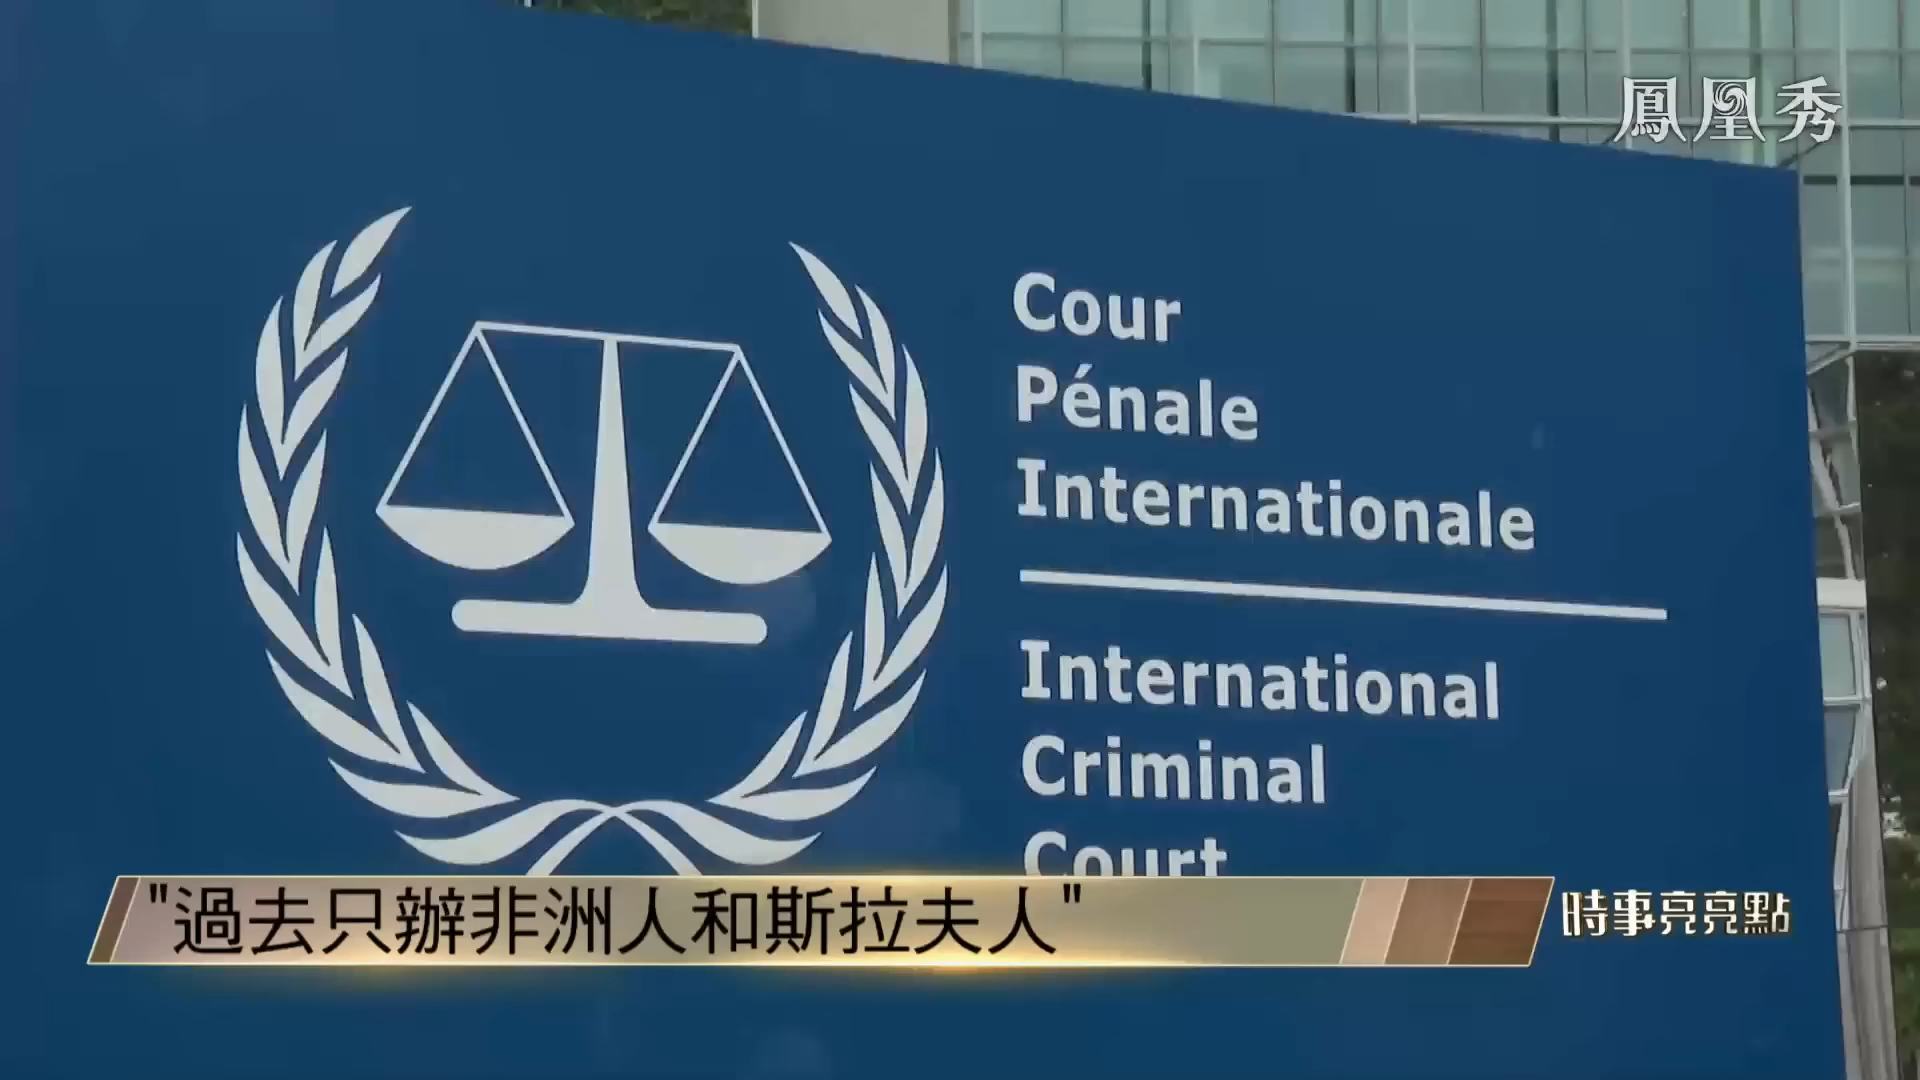 鳳凰秀
Cour
Pénale
Internationale
International
Criminal
Court
"過去只辦非洲人和斯拉夫人"
時事亮亮點